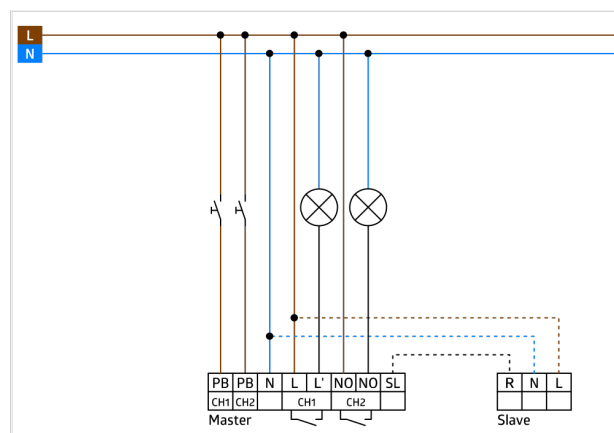 L
N
PB PB N L L' NO NO SL R N L
CH1 CH2 CH1 CH2
Master Slave